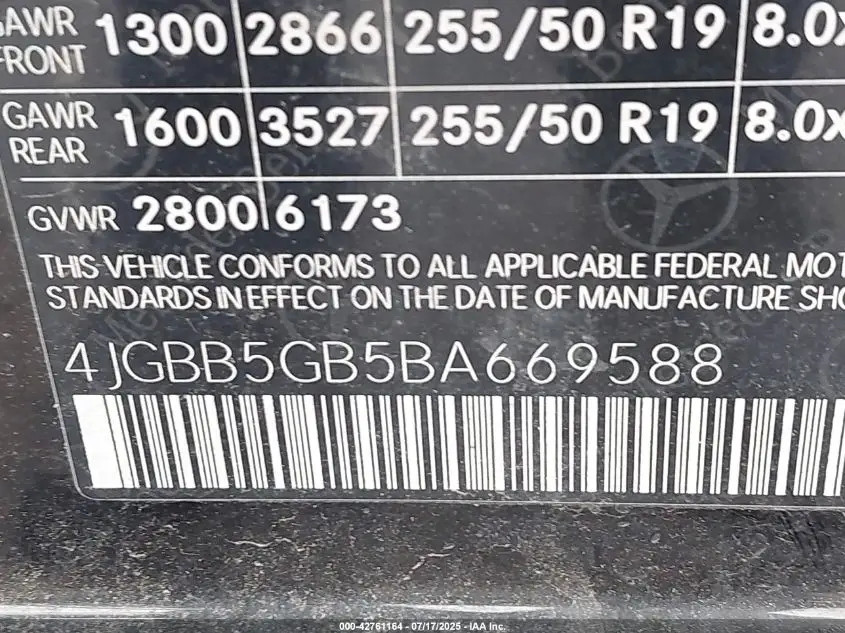 GAWR FRONT 1300 2866 255/50 R19 8.0x
GAWR REAR 1600 3527 255/50 R19 8.0x
GVWR 2800 6173
THIS VEHICLE CONFORMS TO ALL APPLICABLE FEDERAL MOT
STANDARDS IN EFFECT ON THE DATE OF MANUFACTURE SHO
4JGBB5GB5BA669588
000-42761164 - 07/17/2025 - IAA Inc.